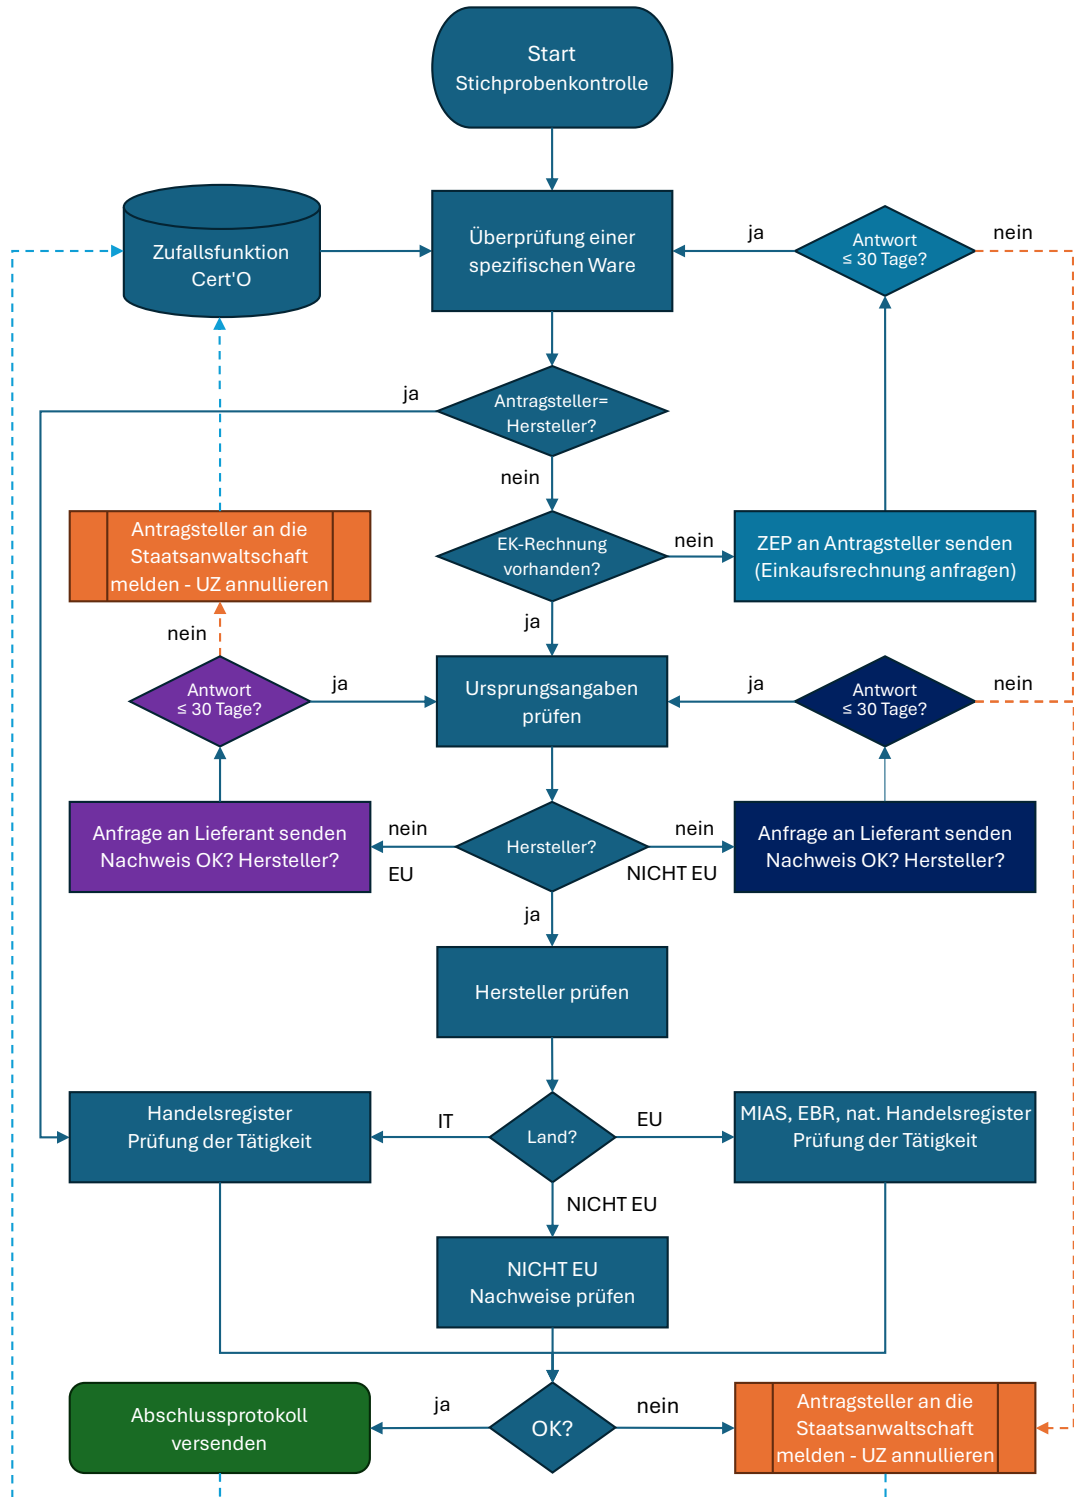 Start
Stichprobenkontrolle
Zufallsfunktion
Cert'O
Überprüfung einer
spezifischen Ware
ja
Antwort
≤ 30 Tage?
nein
ja
Antragsteller=
Hersteller?
nein
Antragsteller an die
Staatsanwaltschaft
melden - UZ annullieren
EK-Rechnung
vorhanden?
nein
ZEP an Antragsteller senden
(Einkaufsrechnung anfragen)
ja
nein
Antwort
≤ 30 Tage?
ja
Ursprungsangaben
prüfen
ja
Antwort
≤ 30 Tage?
nein
Anfrage an Lieferant senden
Nachweis OK? Hersteller?
nein
EU
Hersteller?
nein
NICHT EU
Anfrage an Lieferant senden
Nachweis OK? Hersteller?
ja
Hersteller prüfen
Handelsregister
Prüfung der Tätigkeit
IT
Land?
EU
MIAS, EBR, nat. Handelsregister
Prüfung der Tätigkeit
NICHT EU
NICHT EU
Nachweise prüfen
Abschlussprotokoll
versenden
ja
OK?
nein
Antragsteller an die
Staatsanwaltschaft
melden - UZ annullieren